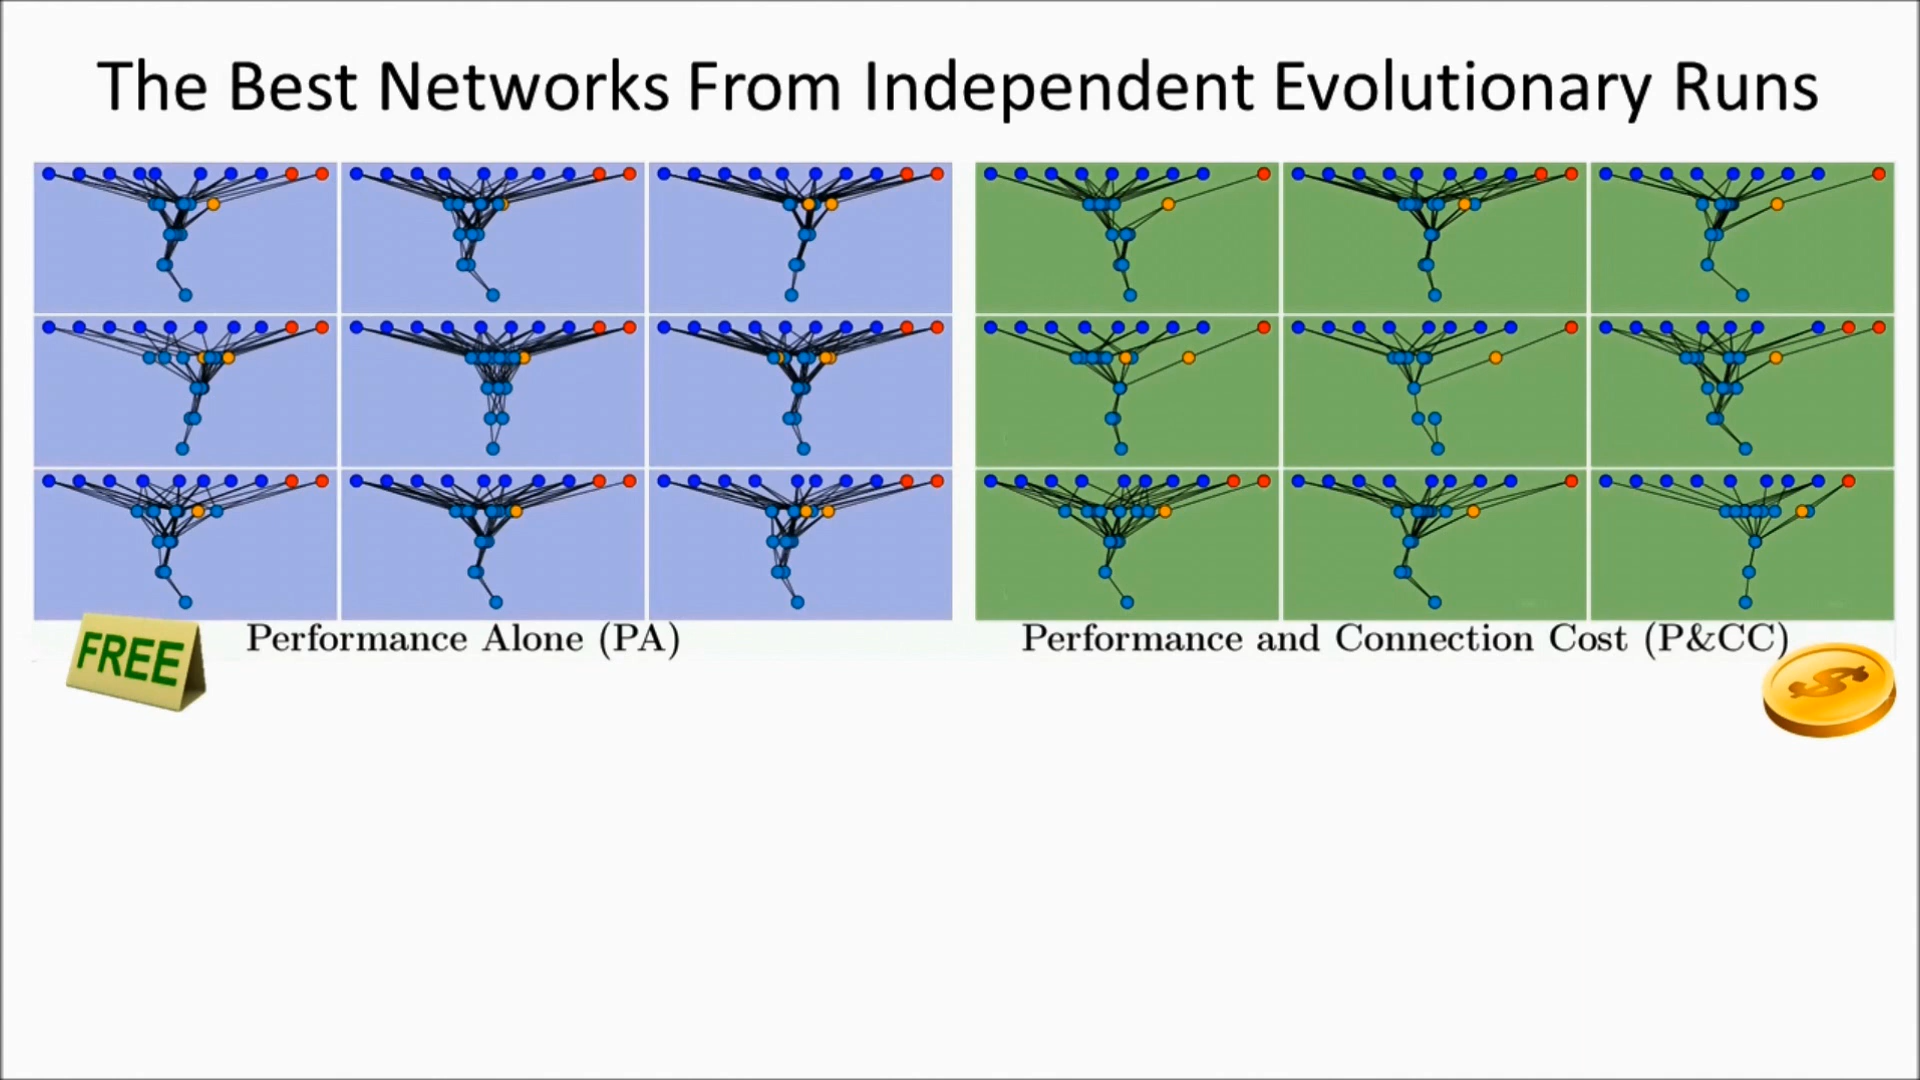 The Best Networks From Independent Evolutionary Runs
FREE
Performance Alone (PA)
Performance and Connection Cost (P&CC)
$